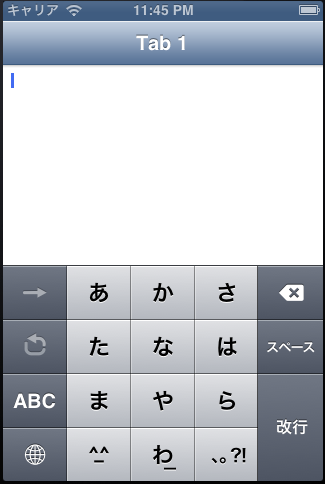 キャリア 11:45 PM
Tab 1
→ あ か さ
た な は スペース
ABC ま や ら 改行
^_^ わ_ 、。?!